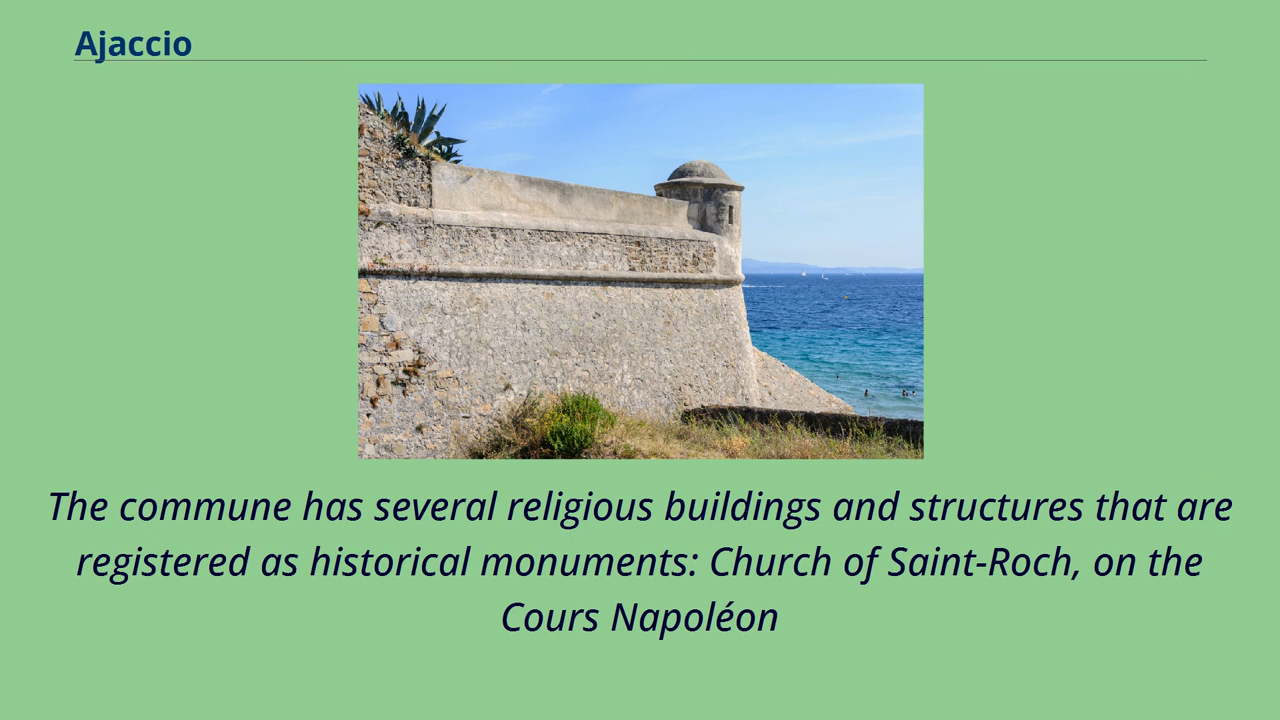 Ajaccio
The commune has several religious buildings and structures that are
registered as historical monuments: Church of Saint-Roch, on the
Cours Napoléon